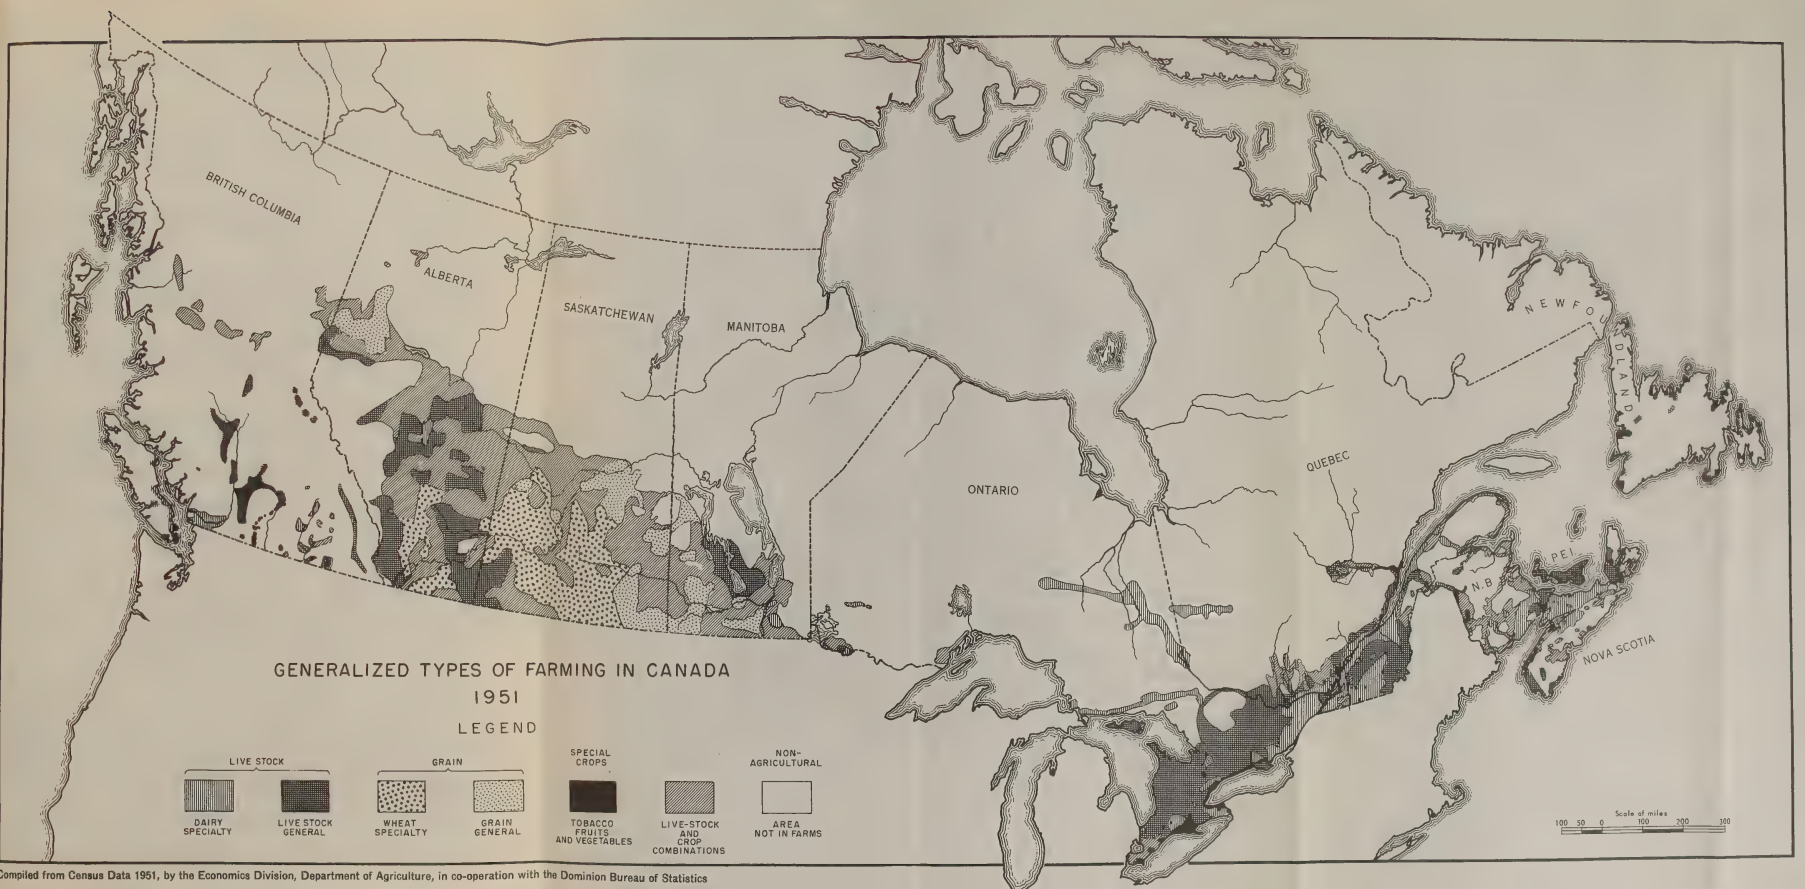 BRITISH COLUMBIA
ALBERTA
SASKATCHEWAN
MANITOBA
ONTARIO
QUEBEC
NEWFOUNDLAND
P.E.I.
N.B.
NOVA SCOTIA
GENERALIZED TYPES OF FARMING IN CANADA
1951
LEGEND
LIVE STOCK
GRAIN
SPECIAL
CROPS
NON-
AGRICULTURAL
DAIRY
SPECIALTY
LIVE STOCK
GENERAL
WHEAT
SPECIALTY
GRAIN
GENERAL
TOBACCO
FRUITS
AND VEGETABLES
LIVE-STOCK
AND
CROP
COMBINATIONS
AREA
NOT IN FARMS
Scale of miles
100 50 0 100 200 300
Compiled from Census Data 1951, by the Economics Division, Department of Agriculture, in co-operation with the Dominion Bureau of Statistics